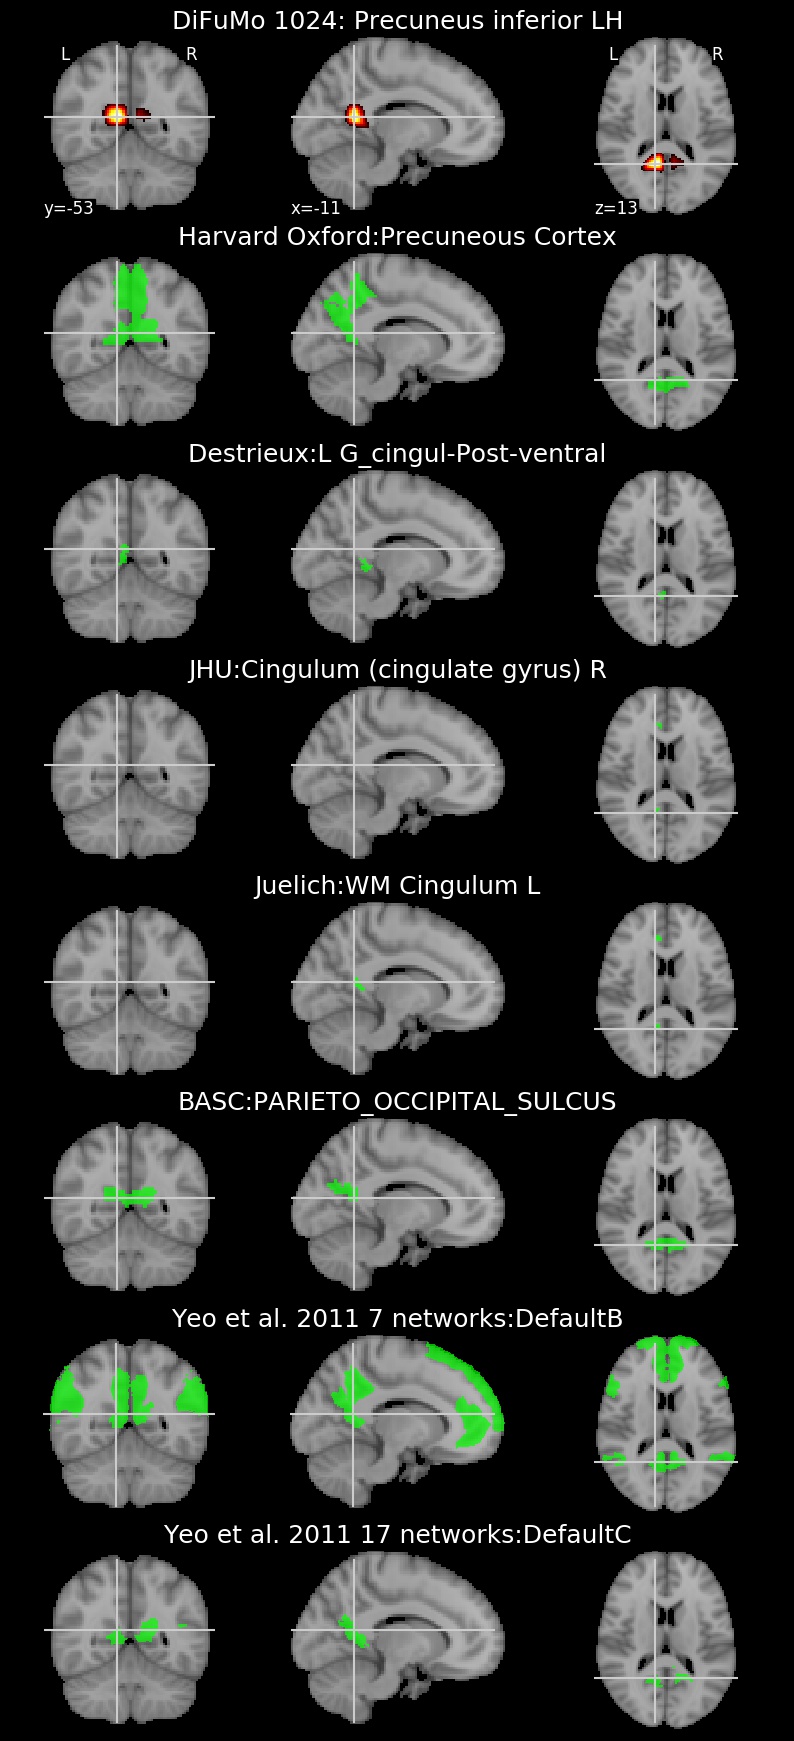 DiFuMo 1024: Precuneus inferior LH
L R L R
y=-53 x=-11 z=13
Harvard Oxford:Precuneous Cortex
Destrieux:L G_cingul-Post-ventral
JHU:Cingulum (cingulate gyrus) R
Juelich:WM Cingulum L
BASC:PARIETO_OCCIPITAL_SULCUS
Yeo et al. 2011 7 networks:DefaultB
Yeo et al. 2011 17 networks:DefaultC